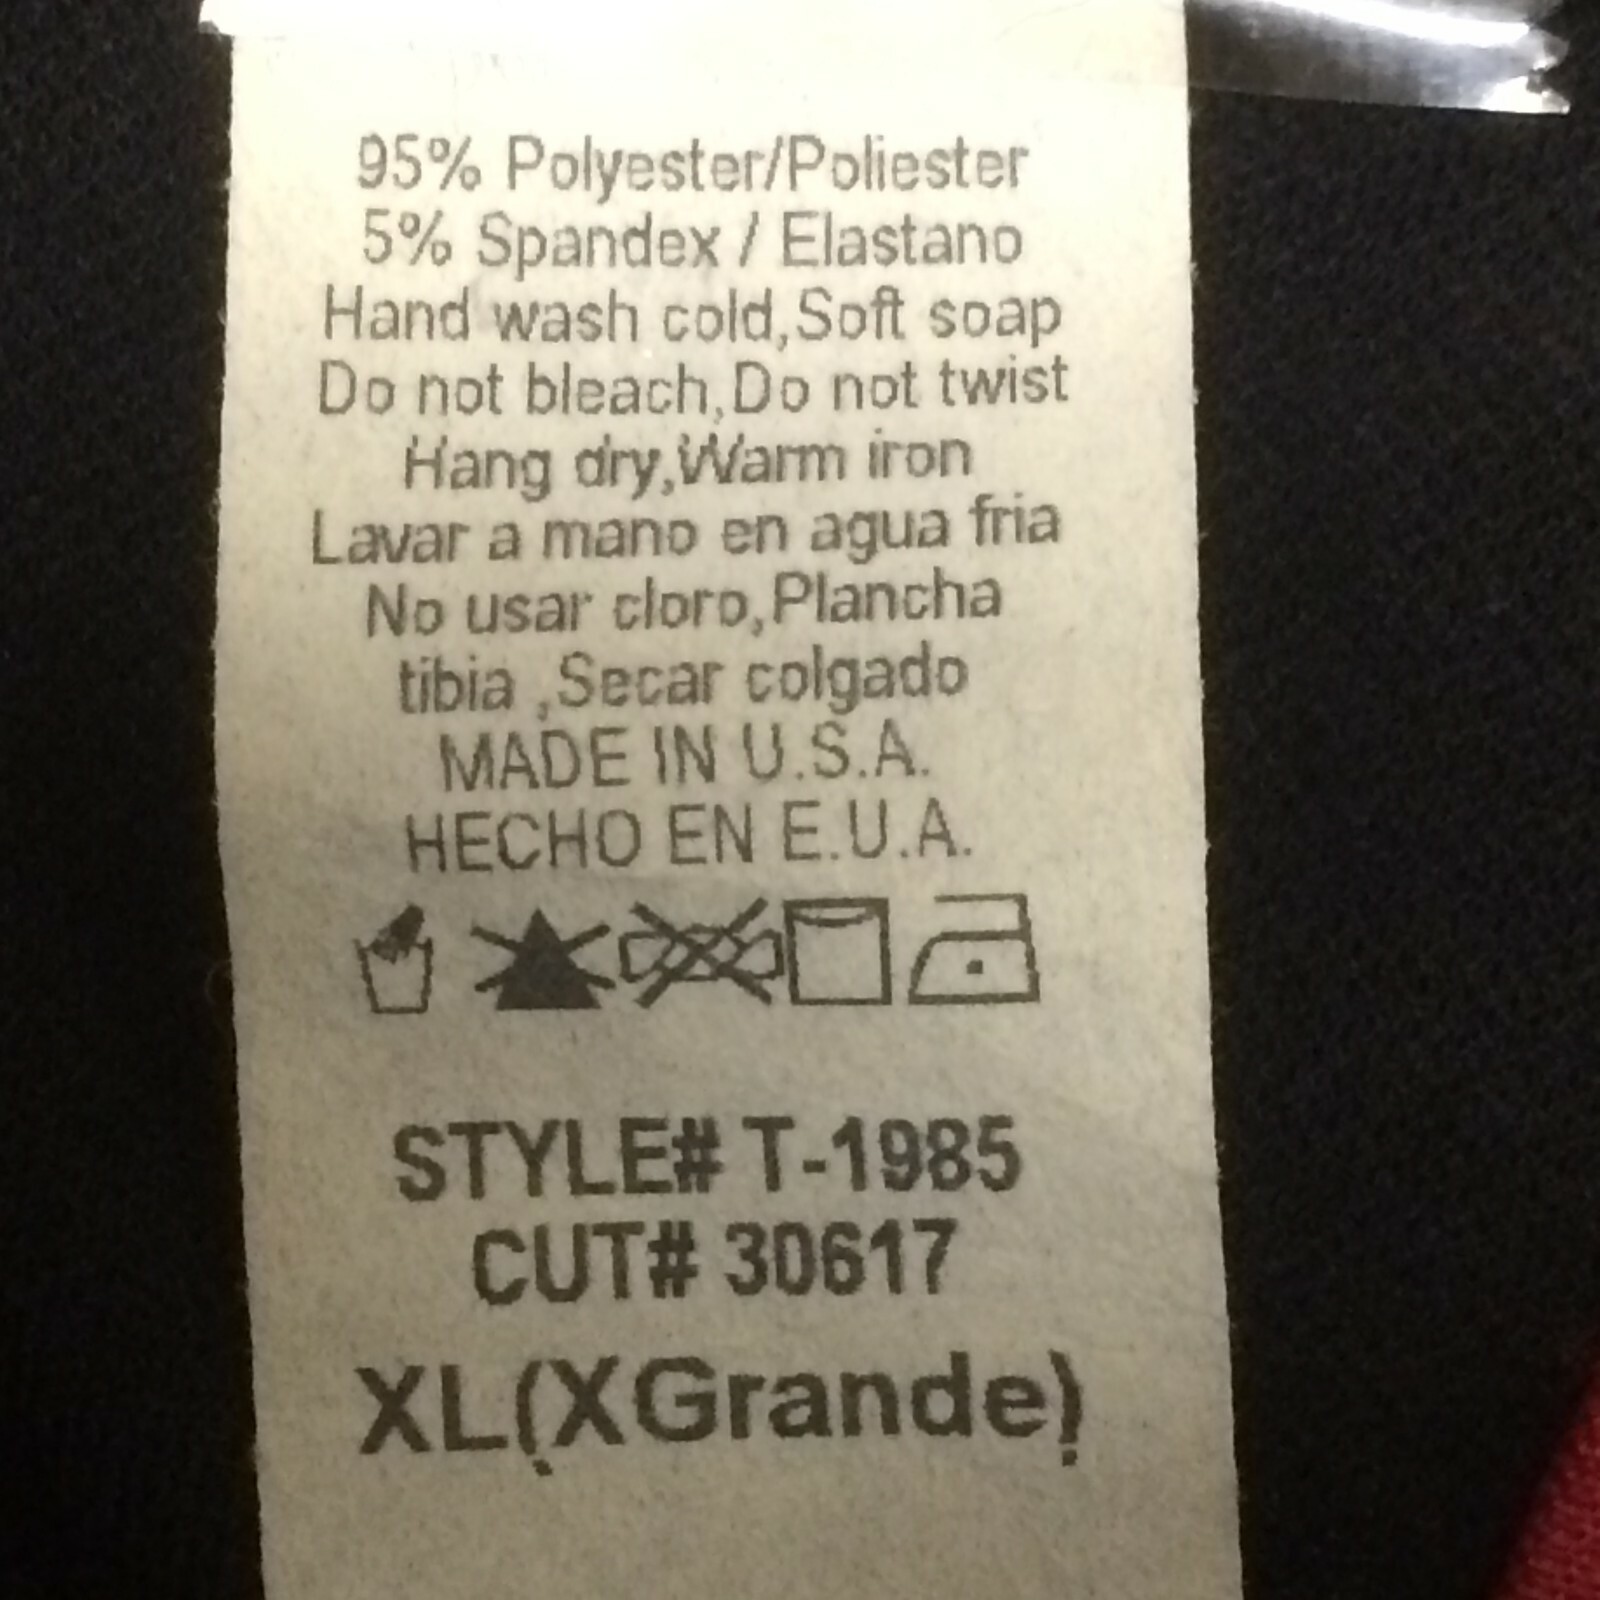 95% Polyester/Poliester
5% Spandex / Elastano
Hand wash cold,Soft soap
Do not bleach,Do not twist
Hang dry,Warm iron
Lavar a mano en agua fria
No usar cloro,Plancha
tibia ,Secar colgado
MADE IN U.S.A.
HECHO EN E.U.A.
STYLE# T-1985
CUT# 30617
XL(XGrande)